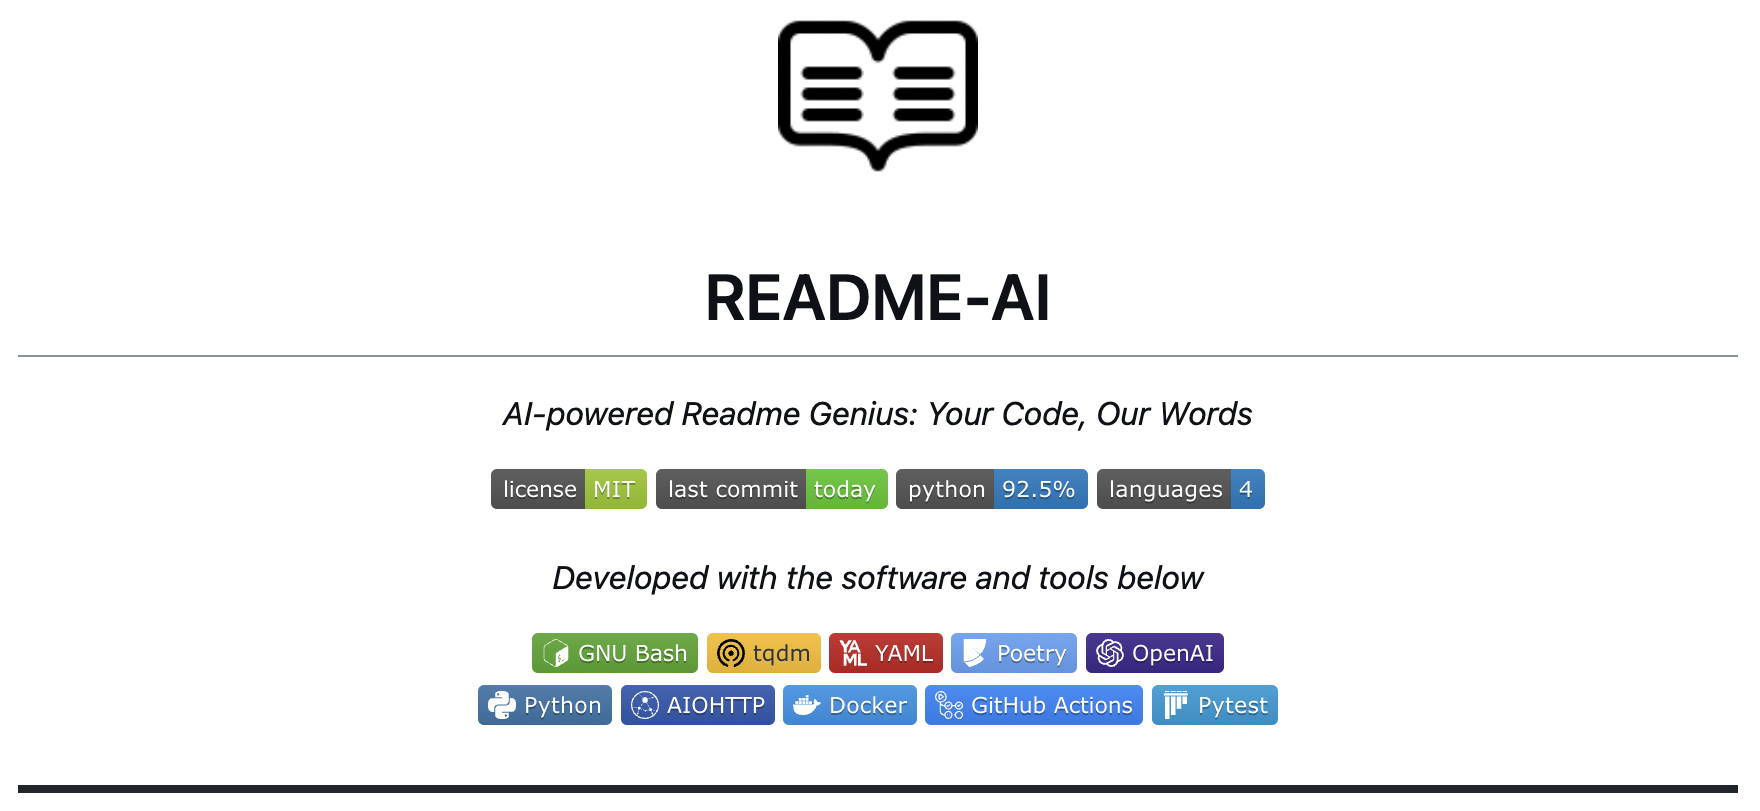 README-AI
AI-powered Readme Genius: Your Code, Our Words
license MIT last commit today python 92.5% languages 4
Developed with the software and tools below
GNU Bash tqdm YAML YAML Poetry OpenAI
Python AIOHTTP Docker GitHub Actions Pytest